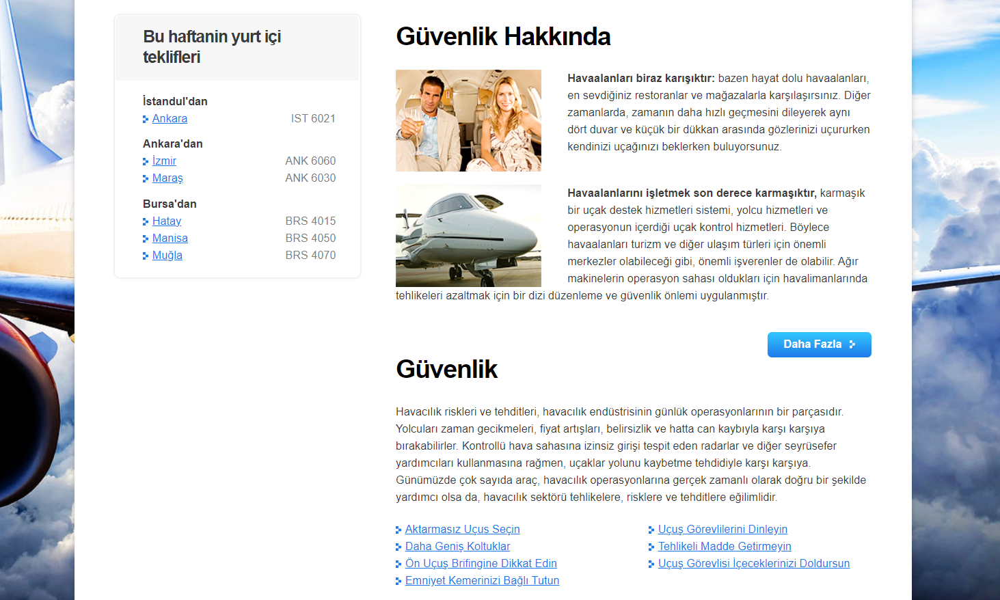 Bu haftanin yurt içi
teklifleri
İstandul'dan
Ankara IST 6021
Ankara'dan
İzmir ANK 6060
Maraş ANK 6030
Bursa'dan
Hatay BRS 4015
Manisa BRS 4050
Muğla BRS 4070
Güvenlik Hakkında
Havaalanları biraz karışıktır: bazen hayat dolu havaalanları,
en sevdiğiniz restoranlar ve mağazalarla karşılaşırsınız. Diğer
zamanlarda, zamanın daha hızlı geçmesini dileyerek aynı
dört duvar ve küçük bir dükkan arasında gözlerinizi uçururken
kendinizi uçağınızı beklerken buluyorsunuz.
Havaalanlarını işletmek son derece karmaşıktır, karmaşık
bir uçak destek hizmetleri sistemi, yolcu hizmetleri ve
operasyonun içerdiği uçak kontrol hizmetleri. Böylece
havaalanları turizm ve diğer ulaşım türleri için önemli
merkezler olabileceği gibi, önemli işverenler de olabilir. Ağır
makinelerin operasyon sahası oldukları için havalimanlarında
tehlikeleri azaltmak için bir dizi düzenleme ve güvenlik önlemi uygulanmıştır.
Daha Fazla
Güvenlik
Havacılık riskleri ve tehditleri, havacılık endüstrisinin günlük operasyonlarının bir parçasıdır.
Yolcuları zaman gecikmeleri, fiyat artışları, belirsizlik ve hatta can kaybıyla karşı karşıya
bırakabilirler. Kontrollü hava sahasına izinsiz girişi tespit eden radarlar ve diğer seyrüsefer
yardımcıları kullanmasına rağmen, uçaklar yolunu kaybetme tehdidiyle karşı karşıya.
Günümüzde çok sayıda araç, havacılık operasyonlarına gerçek zamanlı olarak doğru bir şekilde
yardımcı olsa da, havacılık sektörü tehlikelere, risklere ve tehditlere eğilimlidir.
Aktarmasız Uçus Seçin
Daha Geniş Koltuklar
Ön Uçuş Brifingine Dikkat Edin
Emniyet Kemerinizi Bağlı Tutun
Uçuş Görevlilerini Dinleyin
Tehlikeli Madde Getirmeyin
Uçuş Görevlisi İçeceklerinizi Doldursun